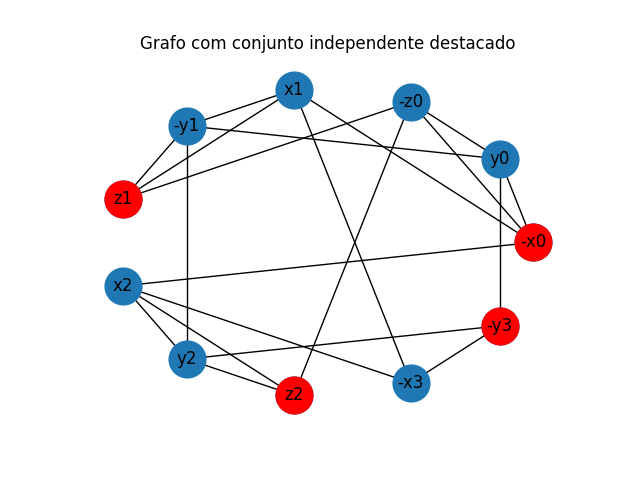 Grafo com conjunto independente destacado
x1
-z0
-y1
y0
z1
-x0
x2
-y3
y2
-x3
z2